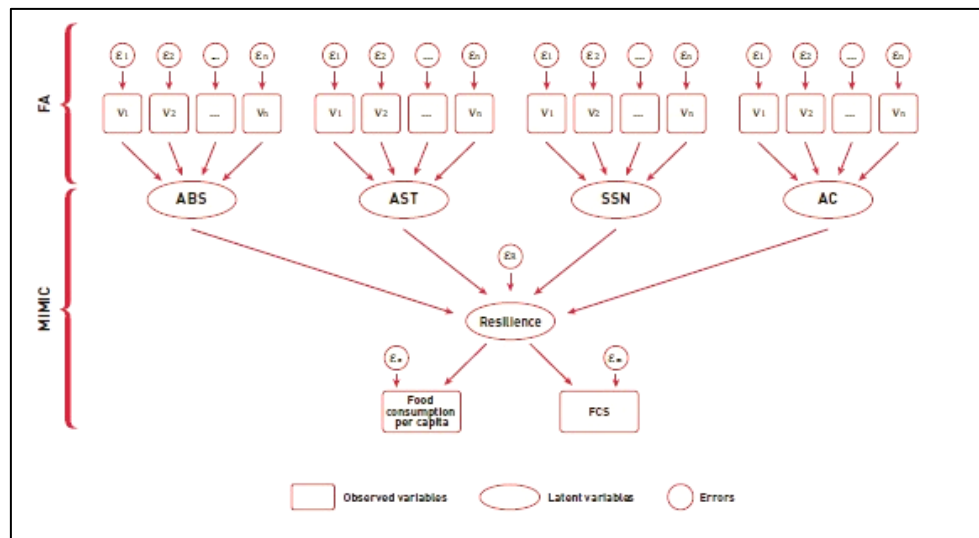 FA
ε1 ε2 ... εn ε1 ε2 .... εn ε1 ε2 .... εn ε1 ε2 .... εn
V1 V2 .... Vn V1 V2 .... Vn V1 V2 .... Vn V1 V2 .... Vn
ABS AST SSN AC
MIMIC
εR
Resilience
Food
consumption
per capita
FCS
Observed variables Latent variables Errors